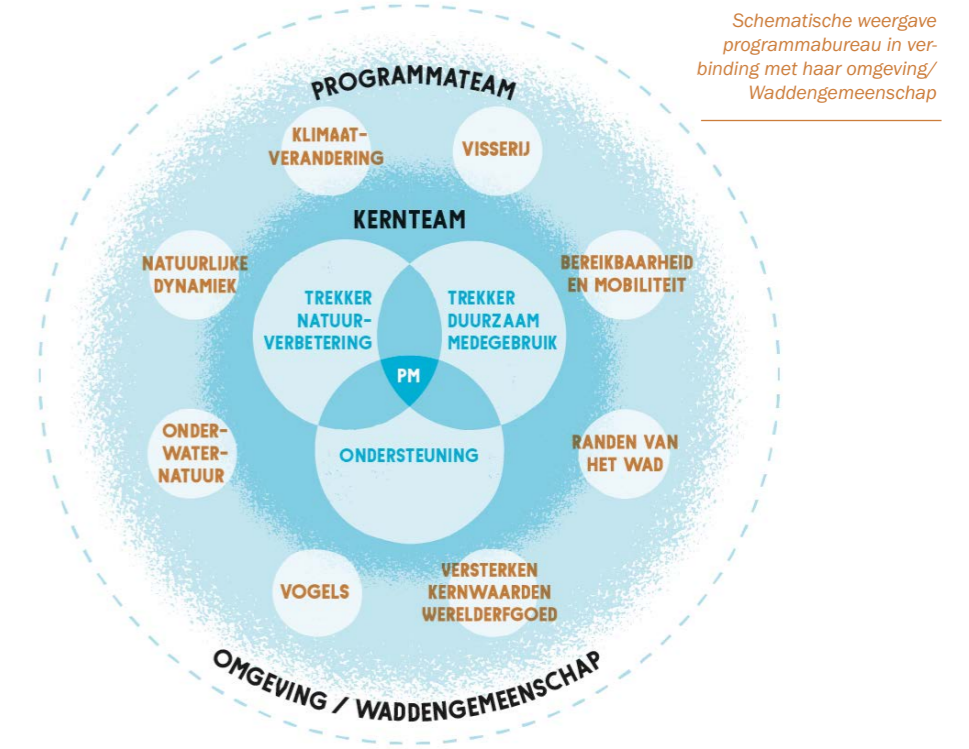 Schematische weergave
programmabureau in ver-
binding met haar omgeving/
Waddengemeenschap
PROGRAMMATEAM
KLIMAAT-
VERANDERING
VISSERIJ
KERNTEAM
NATUURLIJKE
DYNAMIEK
BEREIKBAARHEID
EN MOBILITEIT
TREKKER
NATUUR-
VERBETERING
TREKKER
DUURZAAM
MEDEGEBRUIK
PM
ONDER-
WATER-
NATUUR
ONDERSTEUNING
RANDEN VAN
HET WAD
VOGELS
VERSTERKEN
KERNWAARDEN
WERELDERFGOED
OMGEVING / WADDENGEMEENSCHAP